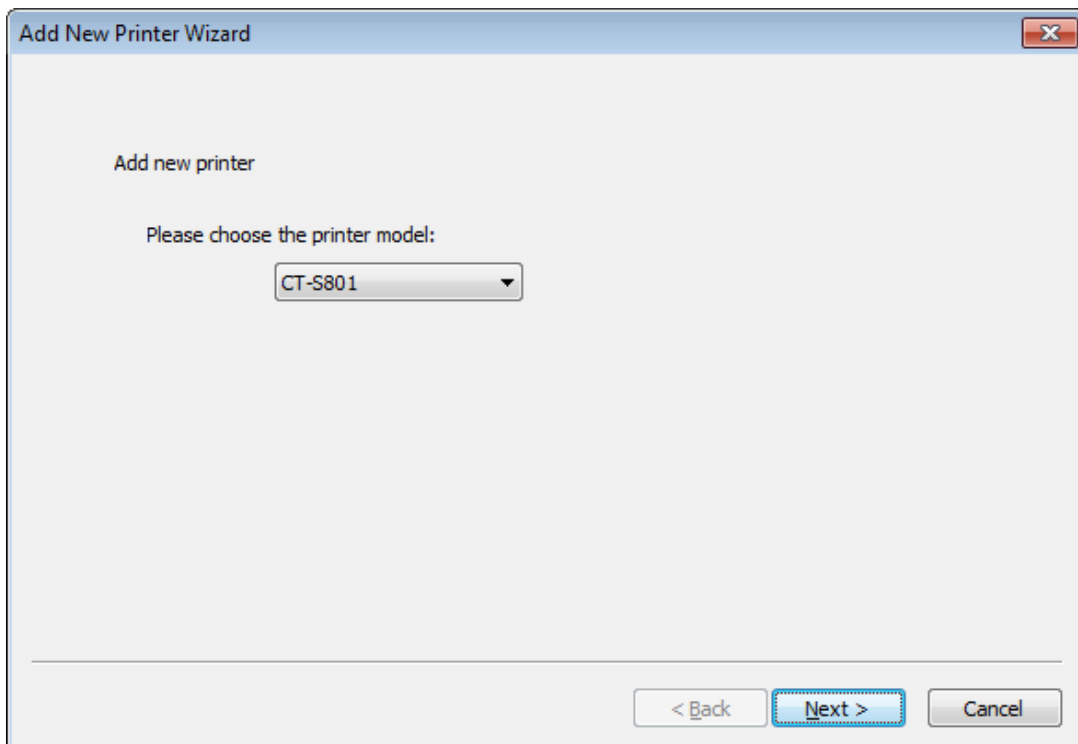 Add New Printer Wizard
Add new printer
Please choose the printer model:
CT-S801
< Back Next > Cancel